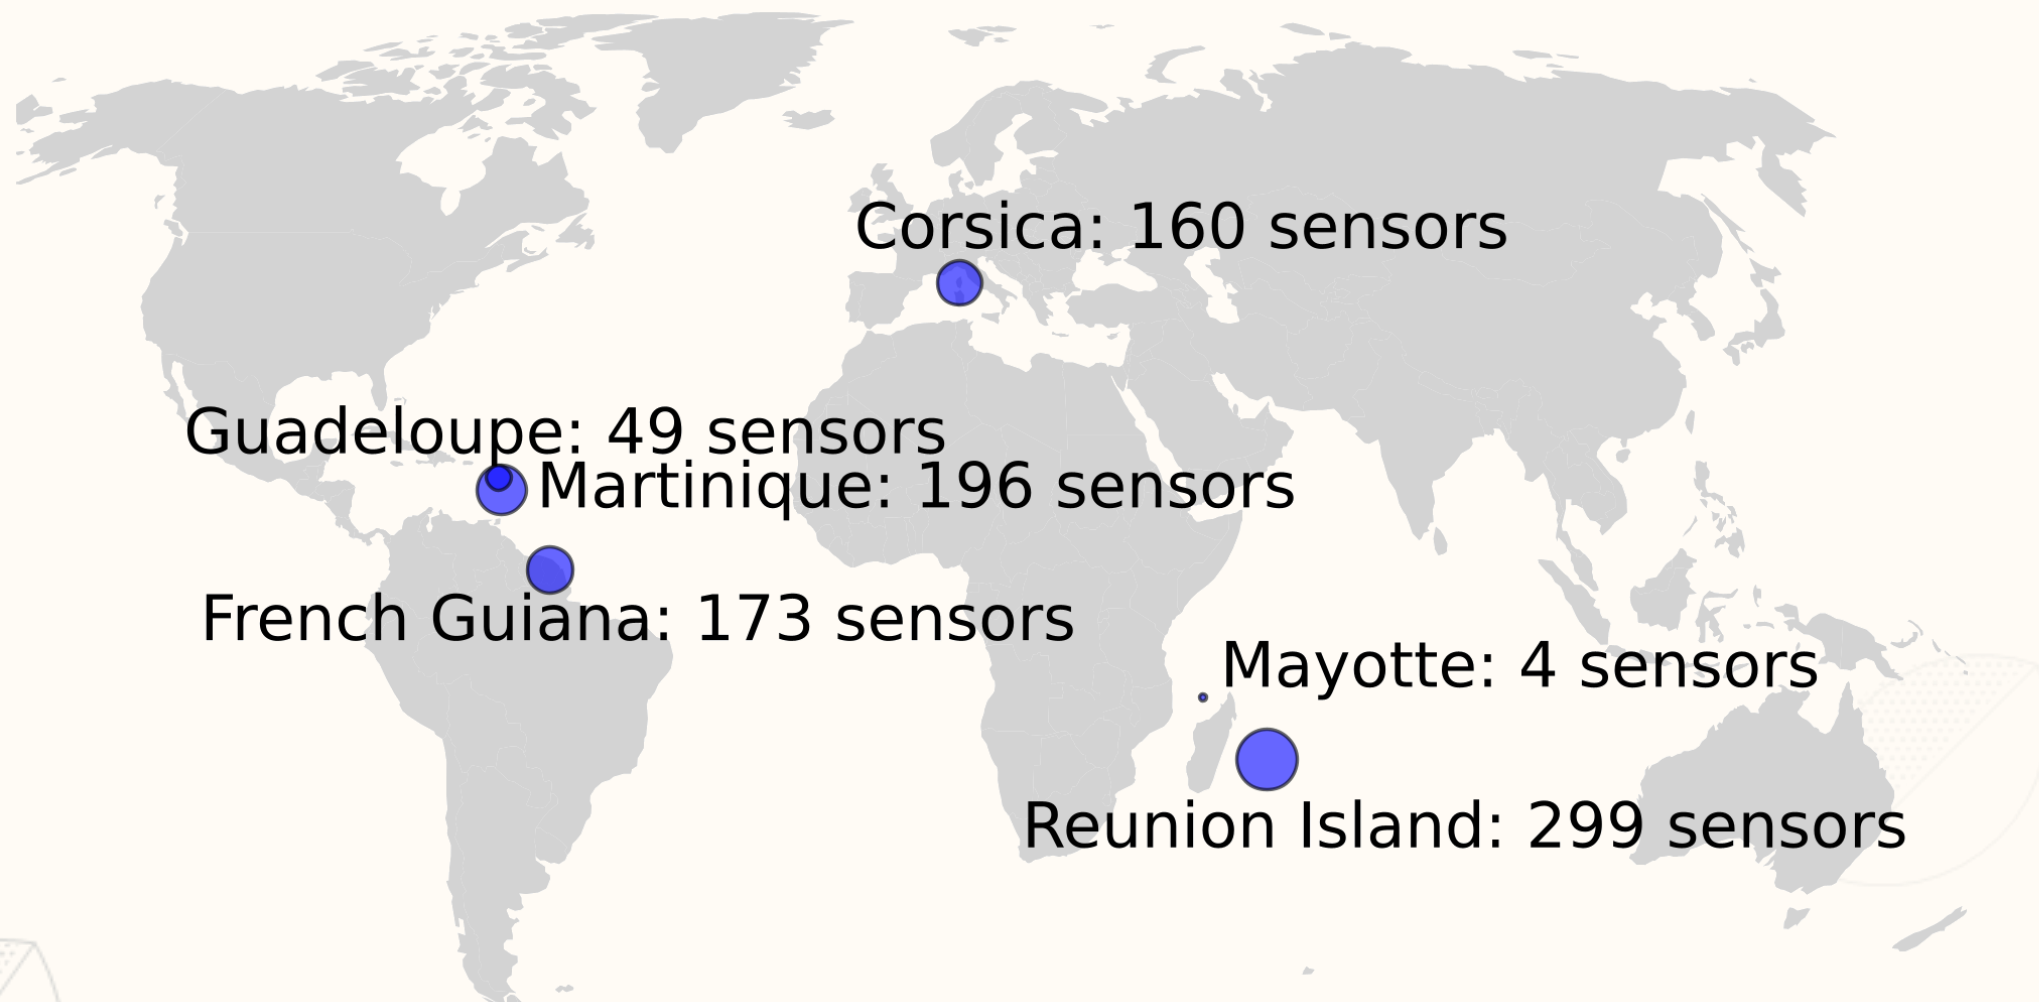 Corsica: 160 sensors
Guadeloupe: 49 sensors
Martinique: 196 sensors
French Guiana: 173 sensors
Mayotte: 4 sensors
Reunion Island: 299 sensors